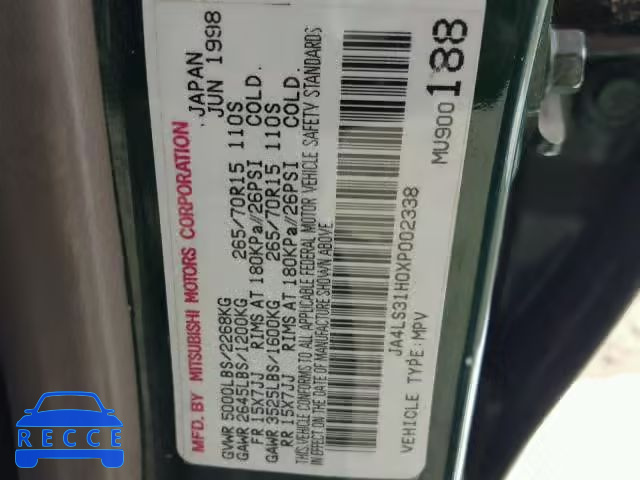 MFD. BY MITSUBISHI MOTORS CORPORATION JAPAN
GVWR 5000LBS/2268KG JUN 1998
GAWR 2645LBS/1200KG 265/70R15 110S
FR 15X7JJ RIMS AT 180KPa//26PSI COLD.
GAWR 3525LBS/1600KG 265/70R15 110S
RR 15X7JJ RIMS AT 180KPa//26PSI COLD.
THIS VEHICLE CONFORMS TO ALL APPLICABLE FEDERAL MOTOR VEHICLE SAFETY STANDARDS
IN EFFECT ON THE DATE OF MANUFACTURE SHOWN ABOVE.
JA4LS31H0XP002338
VEHICLE TYPE:MPV
MU900188
AUTO
RECCE